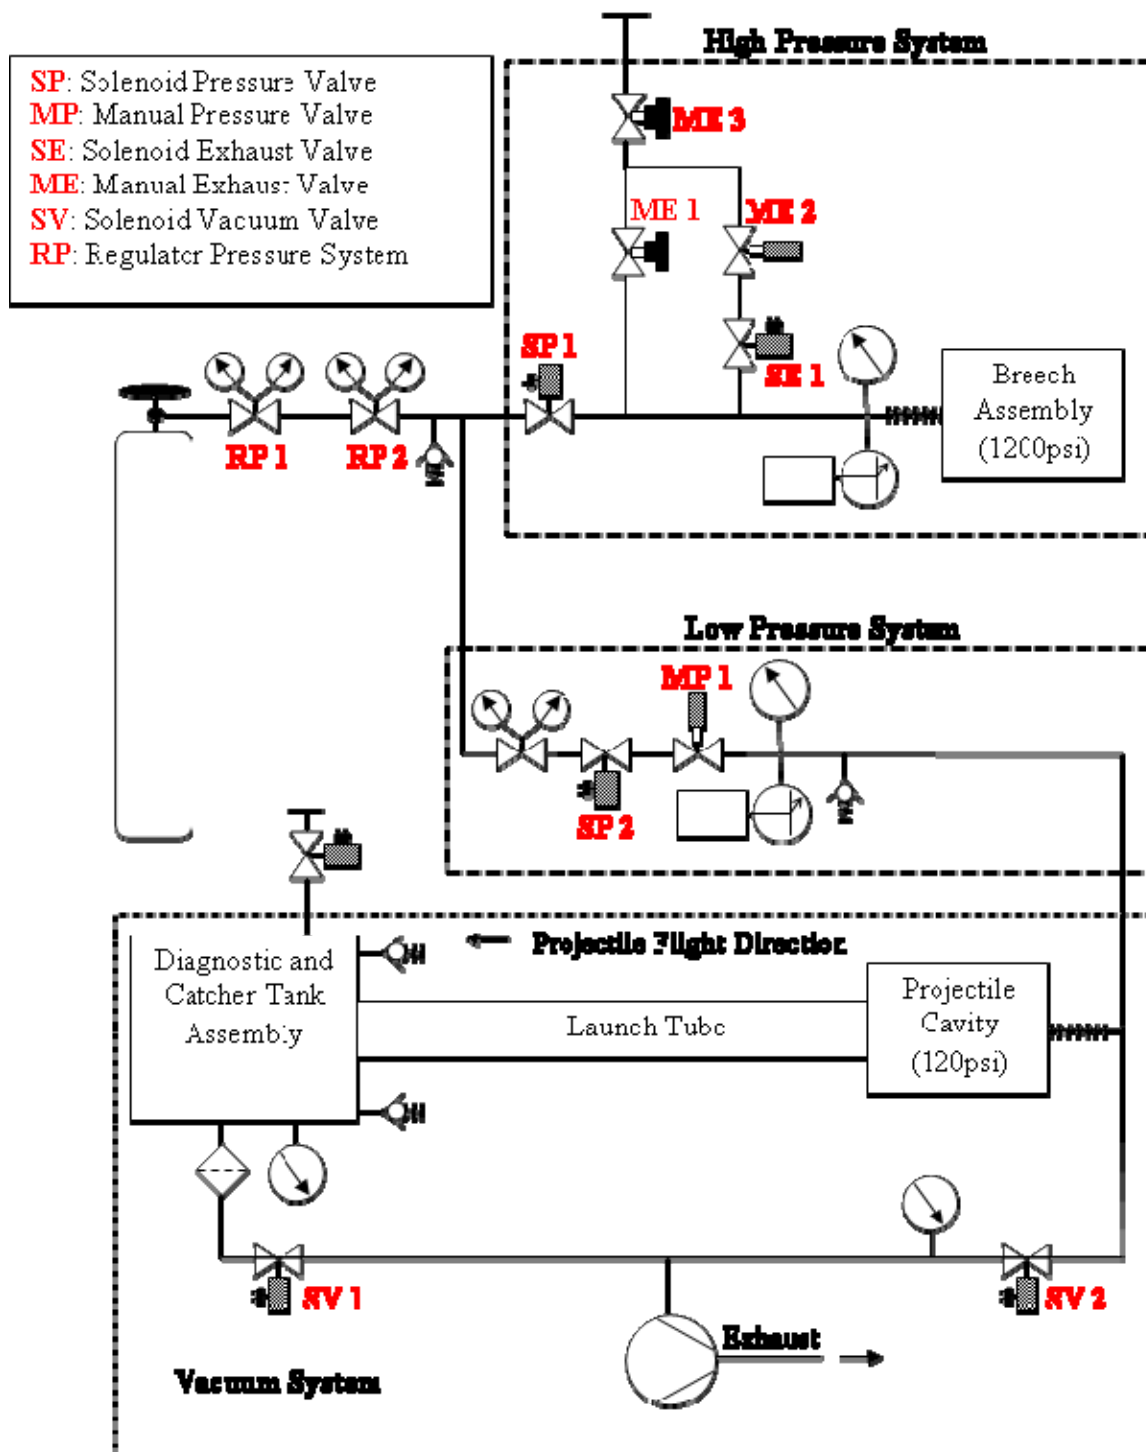 High Pressure System
SP: Solenoid Pressure Valve
MP: Manual Pressure Valve
SE: Solenoid Exhaust Valve
ME: Manual Exhaust Valve
SV: Solenoid Vacuum Valve
RP: Regulator Pressure System
ME 3
ME 1
ME 2
SP 1
SE 1
Breech
Assembly
(1200psi)
RP 1
RP 2
Low Pressure System
MP 1
SP 2
Projectile Flight Direction
Diagnostic and
Catcher Tank
Assembly
Launch Tube
Projectile
Cavity
(120psi)
SV 1
SV 2
Exhaust
Vacuum System